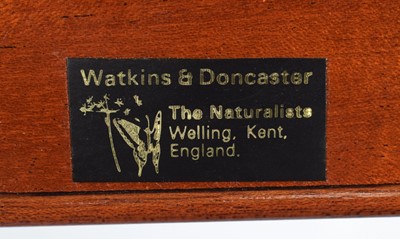 Watkins & Doncaster
The Naturalists
Welling, Kent,
England.